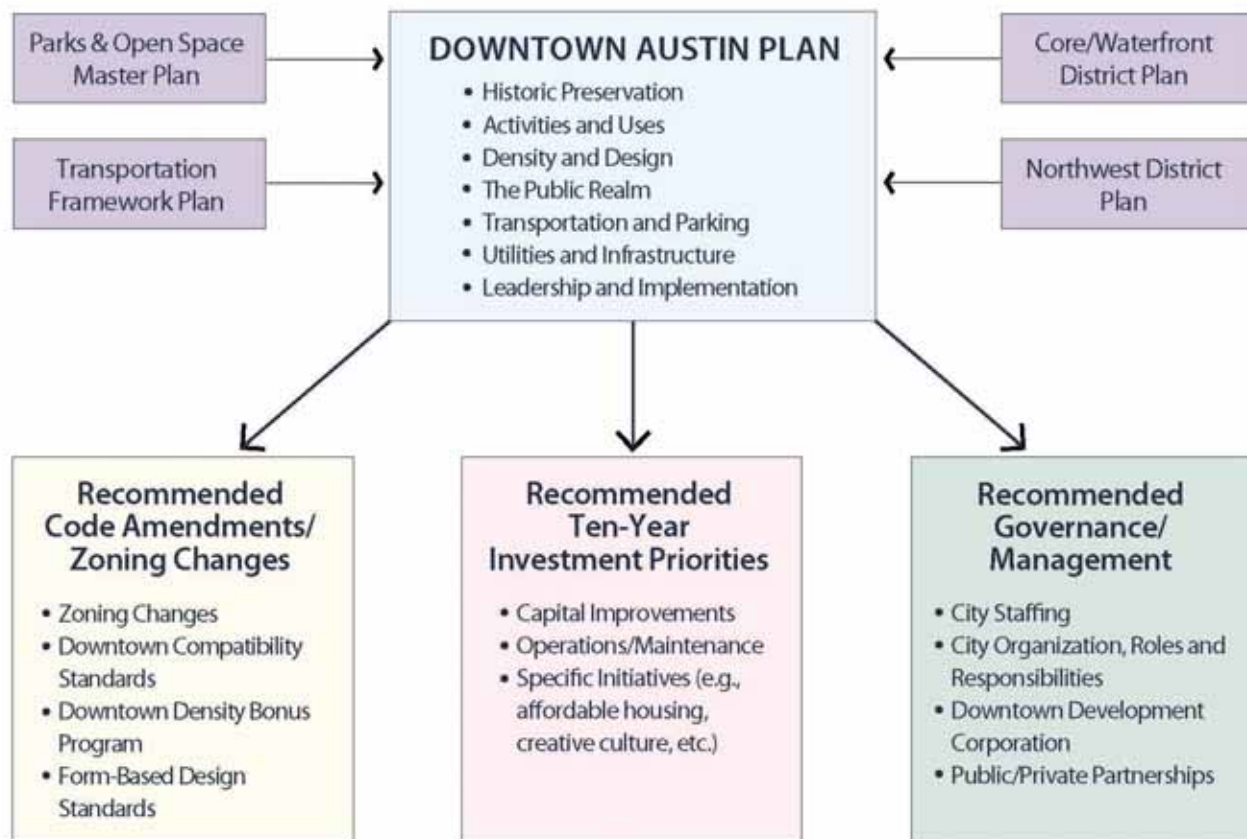 Parks & Open Space
Master Plan
Transportation
Framework Plan
DOWNTOWN AUSTIN PLAN
• Historic Preservation
• Activities and Uses
• Density and Design
• The Public Realm
• Transportation and Parking
• Utilities and Infrastructure
• Leadership and Implementation
Core/Waterfront
District Plan
Northwest District
Plan
Recommended
Code Amendments/
Zoning Changes
• Zoning Changes
• Downtown Compatibility
Standards
• Downtown Density Bonus
Program
• Form-Based Design
Standards
Recommended
Ten-Year
Investment Priorities
• Capital Improvements
• Operations/Maintenance
• Specific Initiatives (e.g.,
affordable housing,
creative culture, etc.)
Recommended
Governance/
Management
• City Staffing
• City Organization, Roles and
Responsibilities
• Downtown Development
Corporation
• Public/Private Partnerships